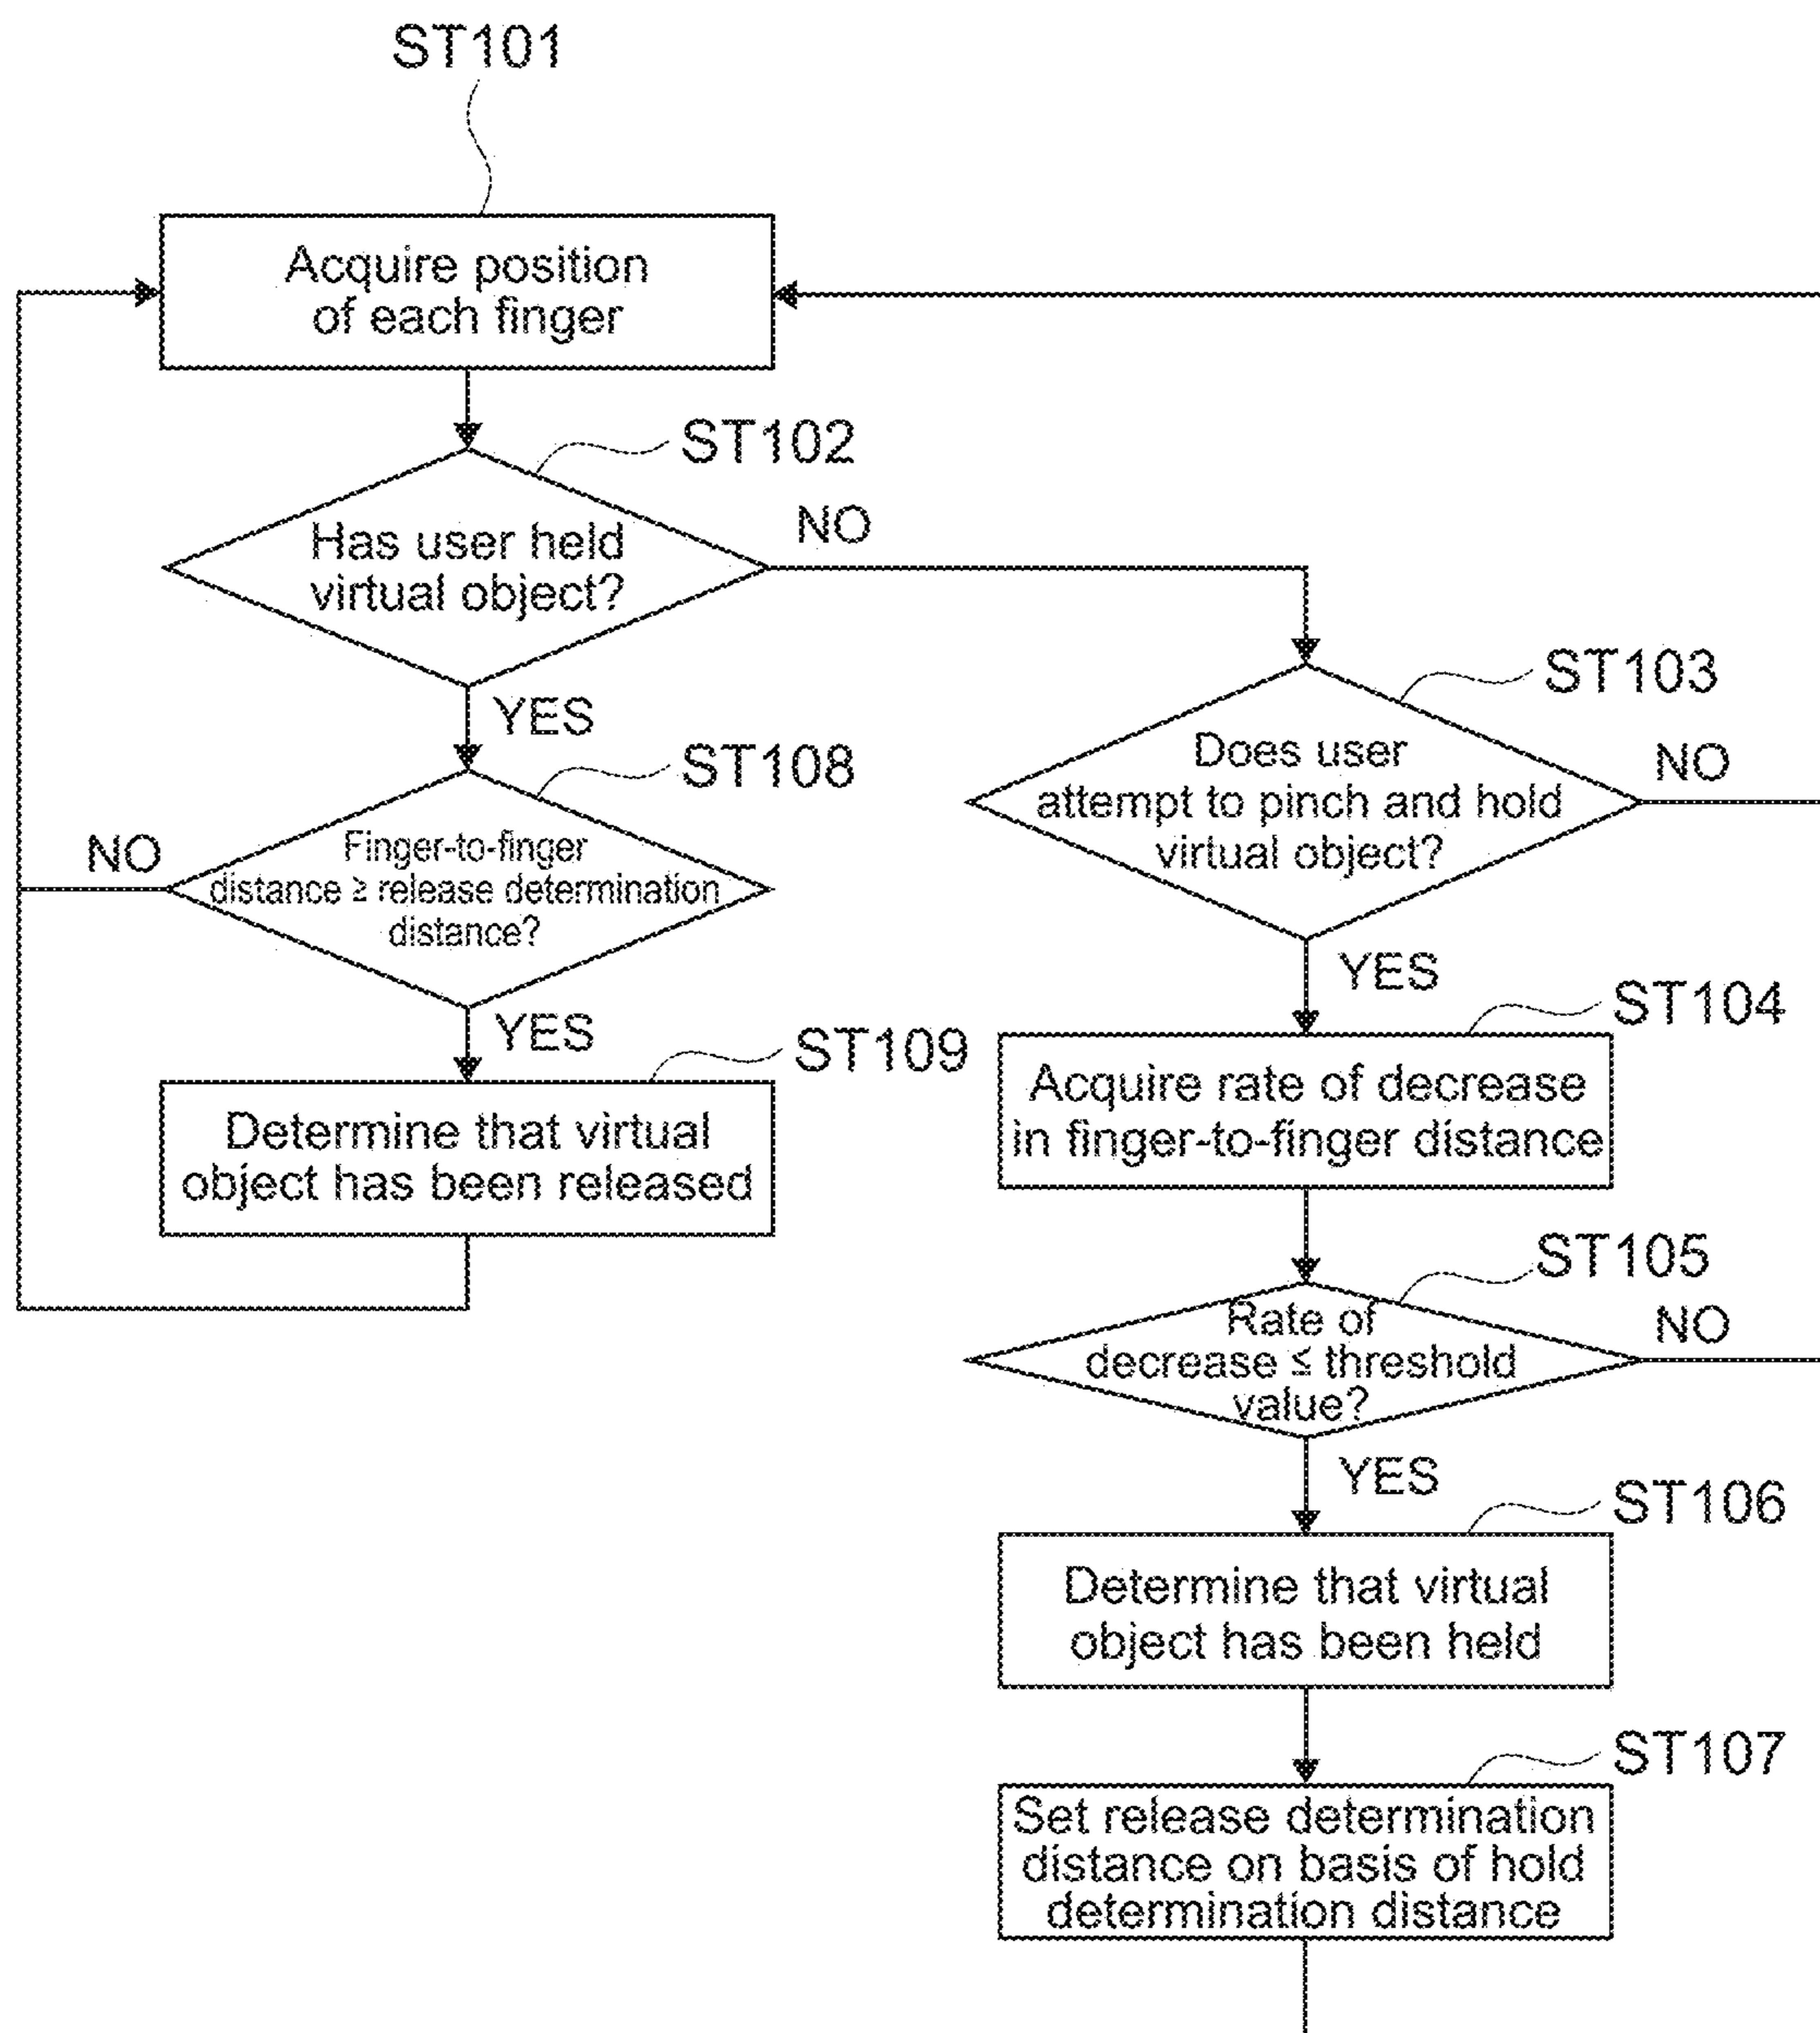 ST101
Acquire position
of each finger
ST102
Has user held
virtual object?
NO
YES
ST103
Does user
attempt to pinch and hold
virtual object?
NO
YES
ST108
Finger-to-finger
distance ≥ release determination
distance?
NO
YES
ST109
Determine that virtual
object has been released
ST104
Acquire rate of decrease
in finger-to-finger distance
ST105
Rate of
decrease ≤ threshold
value?
NO
YES
ST106
Determine that virtual
object has been held
ST107
Set release determination
distance on basis of hold
determination distance